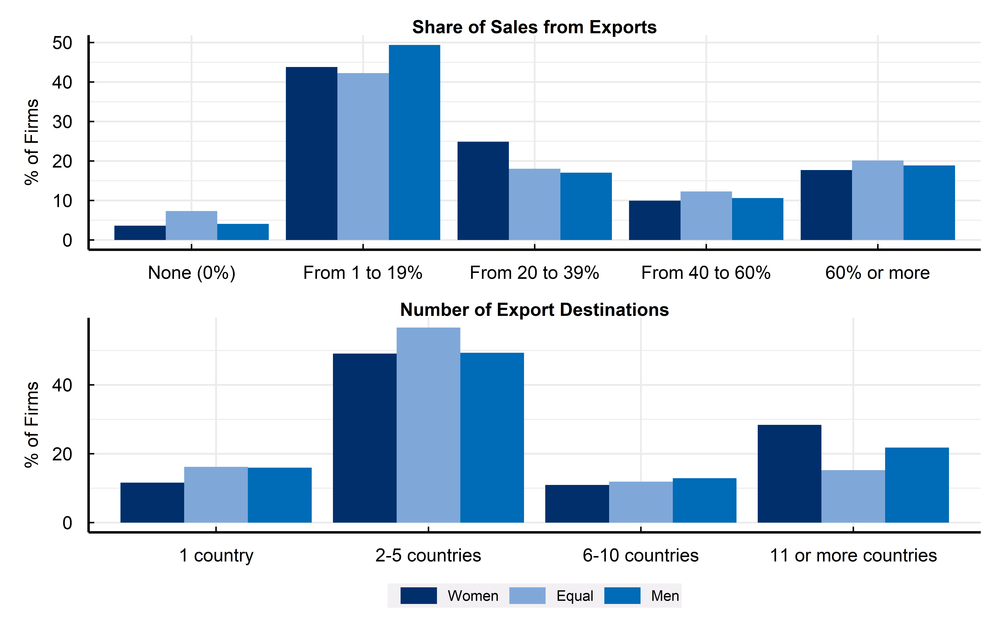 Share of Sales from Exports
% of Firms
50
40
30
20
10
0
None (0%) From 1 to 19% From 20 to 39% From 40 to 60% 60% or more
Number of Export Destinations
% of Firms
40
20
0
1 country 2-5 countries 6-10 countries 11 or more countries
Women Equal Men